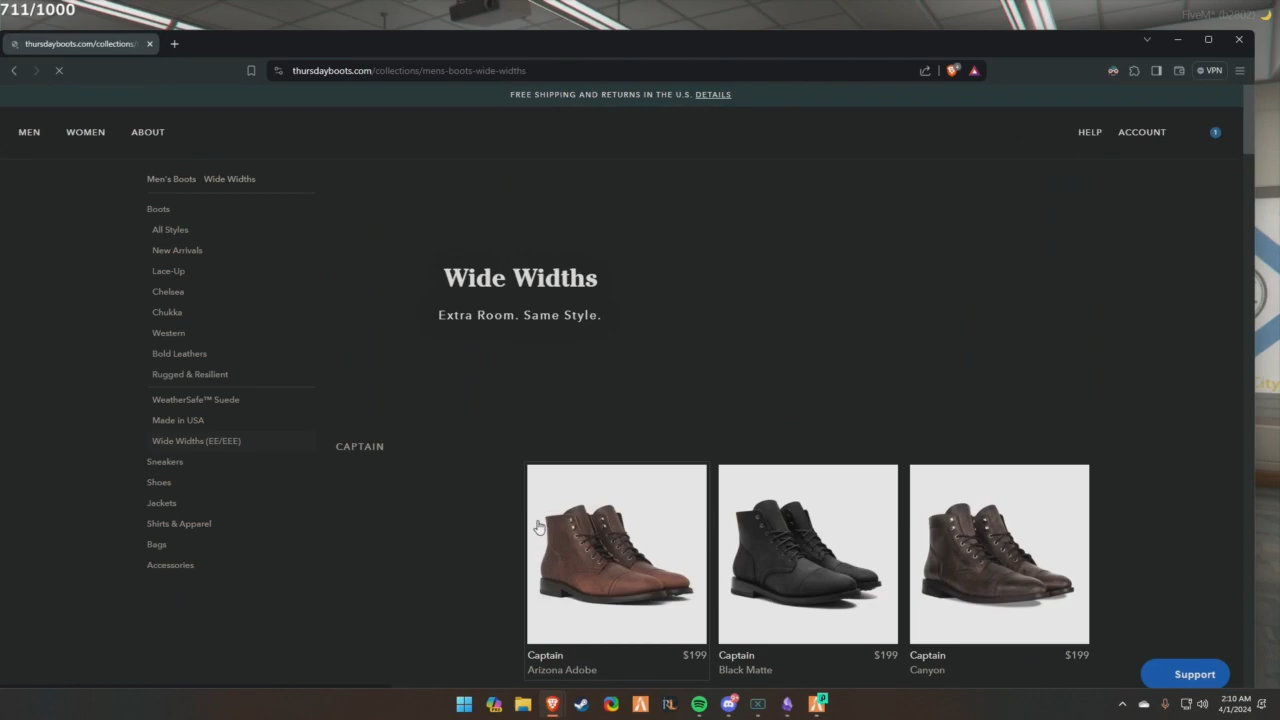 711/1000
FiveM* (b2802)
thursdayboots.com/collections/
thursdayboots.com/collections/mens-boots-wide-widths
VPN
FREE SHIPPING AND RETURNS IN THE U.S. DETAILS
MEN WOMEN ABOUT HELP ACCOUNT 1
Men's Boots Wide Widths
Boots
All Styles
New Arrivals
Lace-Up
Chelsea
Chukka
Western
Bold Leathers
Rugged & Resilient
WeatherSafe™ Suede
Made in USA
Wide Widths (EE/EEE)
Sneakers
Shoes
Jackets
Shirts & Apparel
Bags
Accessories
Wide Widths
Extra Room. Same Style.
CAPTAIN
Captain $199
Arizona Adobe
Captain $199
Black Matte
Captain $199
Canyon
Support
City
2:10 AM
4/1/2024